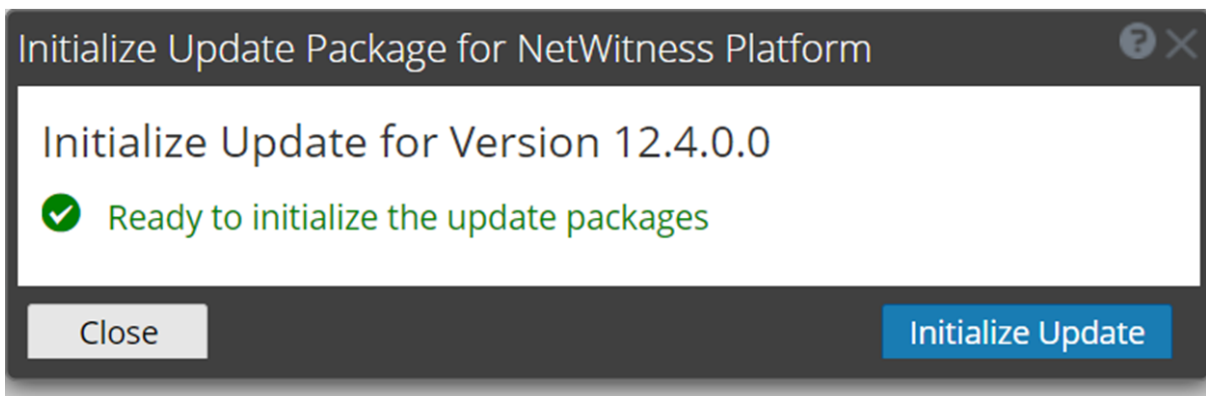 Initialize Update Package for NetWitness Platform
Initialize Update for Version 12.4.0.0
Ready to initialize the update packages
Close
Initialize Update